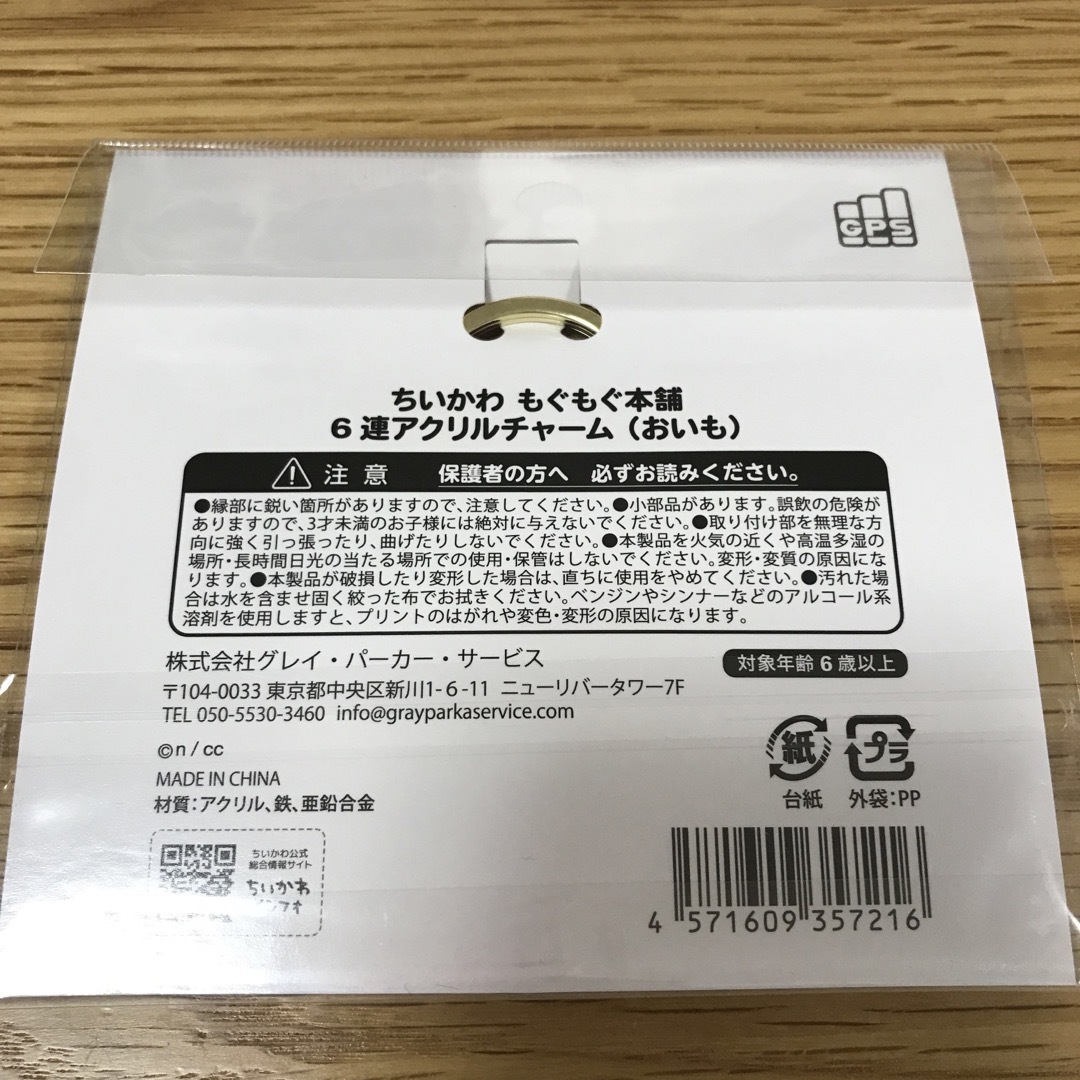 GPS
ちいかわ もぐもぐ本舗
6連アクリルチャーム（おいも）
注意 保護者の方へ 必ずお読みください。
●縁部に鋭い箇所がありますので、注意してください。●小部品があります。誤飲の危険が
ありますので、3才未満のお子様には絶対に与えないでください。●取り付け部を無理な方
向に強く引っ張ったり、曲げたりしないでください。●本製品を火気の近くや高温多湿の
場所・長時間日光の当たる場所での使用・保管はしないでください。変形・変質の原因にな
ります。●本製品が破損したり変形した場合は、直ちに使用をやめてください。●汚れた場
合は水を含ませ固く絞った布でお拭きください。ベンジンやシンナーなどのアルコール系
溶剤を使用しますと、プリントのはがれや変色・変形の原因になります。
株式会社グレイ・パーカー・サービス
対象年齢6歳以上
〒104-0033 東京都中央区新川1-6-11 ニューリバータワー7F
TEL 050-5530-3460 info@grayparkaservice.com
©n / cc
MADE IN CHINA
材質：アクリル、鉄、亜鉛合金
紙
プラ
台紙 外袋：PP
ちいかわ公式
総合情報サイト
ちいかわ
インフォ
4 571609 357216